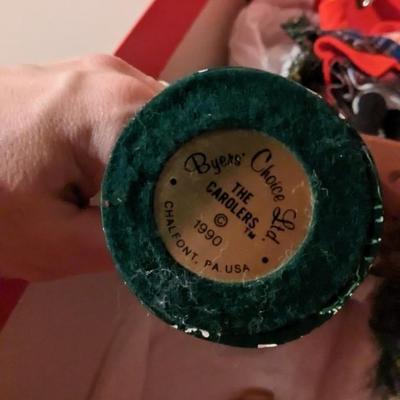 Byers' Choice Ltd.
THE
CAROLERS TM
©
1990
CHALFONT, PA. USA